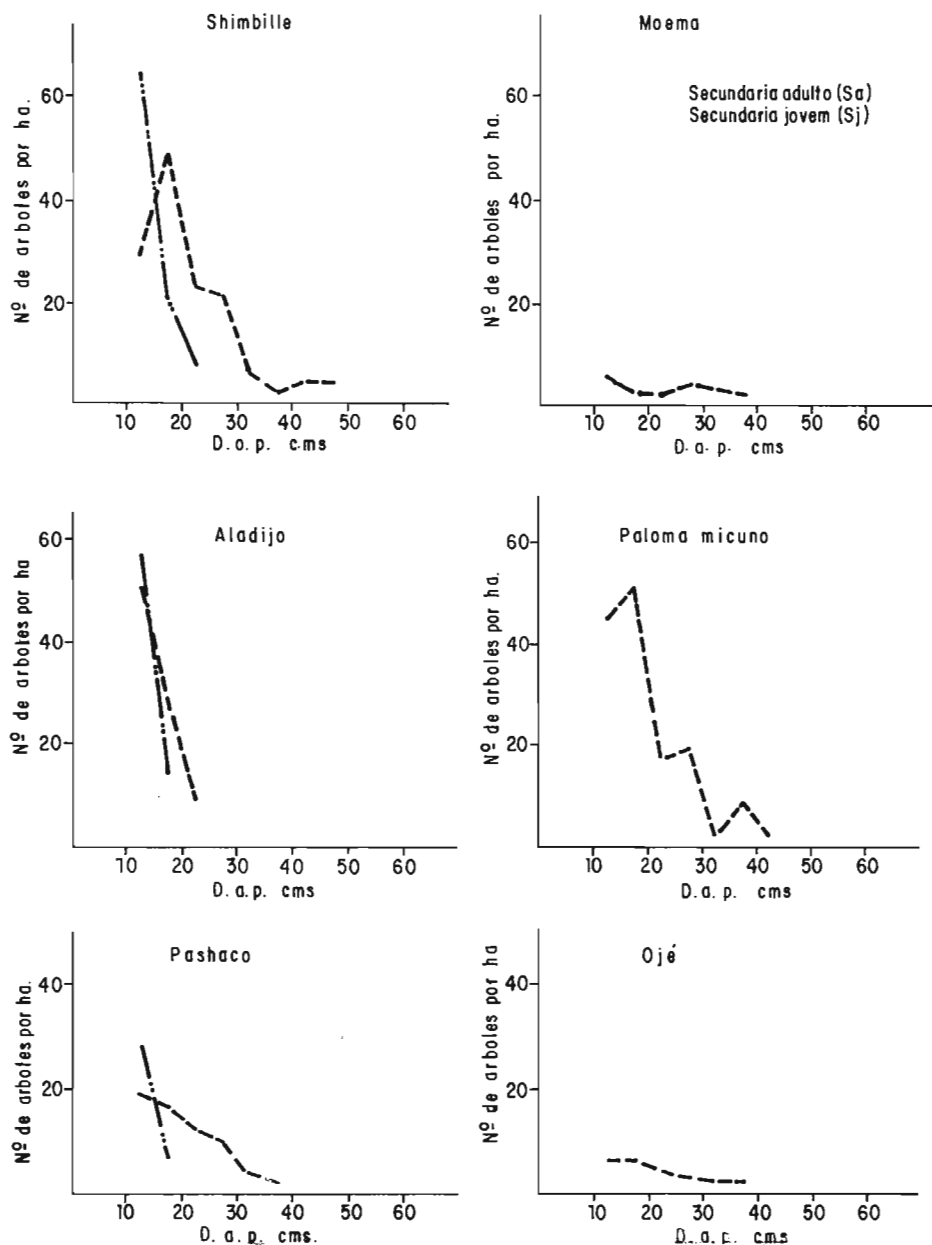 Shimbille
Nº de arboles por ha.
60
40
20
10 20 30 40 50 60
D. a. p. cms
Moema
Secundaria adulto (Sa)
Secundaria jovem (Sj)
Nº de arboles por ha.
60
40
20
10 20 30 40 50 60
D. a. p. cms
Aladijo
Nº de arboles por ha
60
40
20
10 20 30 40 50 60
D. a. p. cms
Paloma micuno
Nº de arboles por ha.
60
40
20
10 20 30 40 50 60
D. a. p. cms
Pashaco
Nº de arboles por ha.
40
20
10 20 30 40 50 60
D. a. p. cms.
Ojé
Nº de arboles por ha
40
20
10 20 30 40 50 60
D. a. p. cms